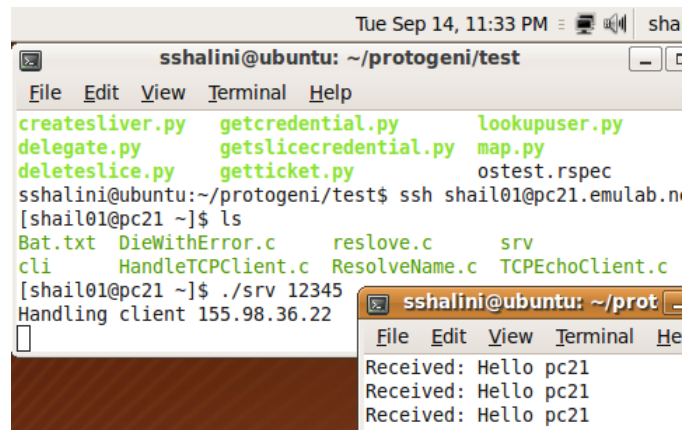 Tue Sep 14, 11:33 PM sha
sshalini@ubuntu: ~/protogeni/test
File Edit View Terminal Help
createsliver.py getcredential.py lookupuser.py
delegate.py getslicecredential.py map.py
deleteslice.py getticket.py ostest.rspec
sshalini@ubuntu:~/protogeni/test$ ssh shail01@pc21.emulab.ne
[shail01@pc21 ~]$ ls
Bat.txt DieWithError.c reslove.c srv
cli HandleTCPClient.c ResolveName.c TCPEchoClient.c
[shail01@pc21 ~]$ ./srv 12345
Handling client 155.98.36.22
sshalini@ubuntu: ~/prot
File Edit View Terminal He
Received: Hello pc21
Received: Hello pc21
Received: Hello pc21